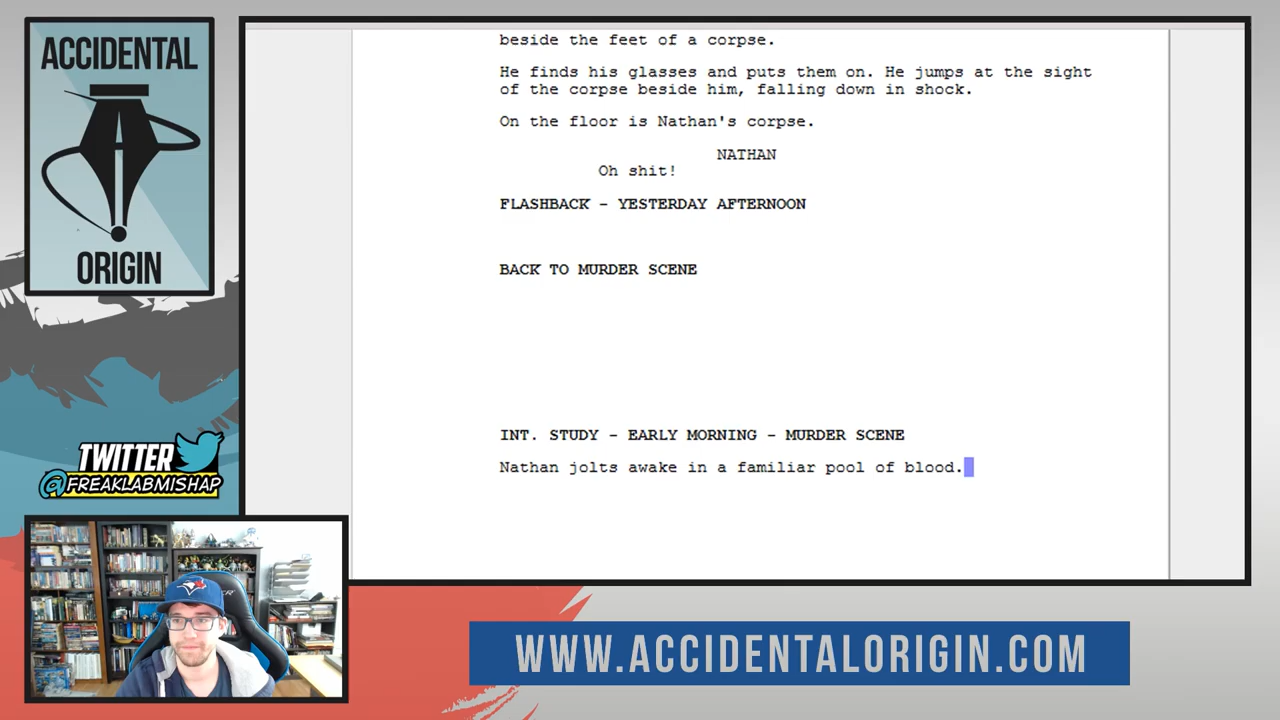 ACCIDENTAL
ORIGIN
beside the feet of a corpse.
He finds his glasses and puts them on. He jumps at the sight
of the corpse beside him, falling down in shock.
On the floor is Nathan's corpse.
NATHAN
Oh shit!
FLASHBACK - YESTERDAY AFTERNOON
BACK TO MURDER SCENE
INT. STUDY - EARLY MORNING - MURDER SCENE
Nathan jolts awake in a familiar pool of blood.
TWITTER
@FREAKLABMISHAP
WWW.ACCIDENTALORIGIN.COM